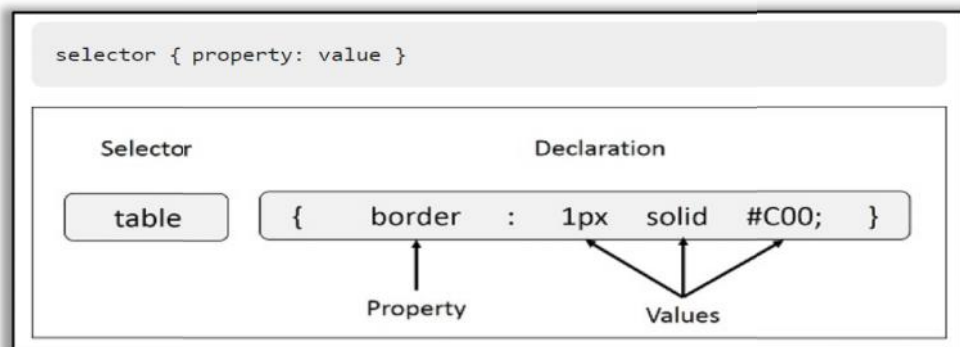 selector { property: value }
Selector Declaration
table { border : 1px solid #C00; }
Property Values